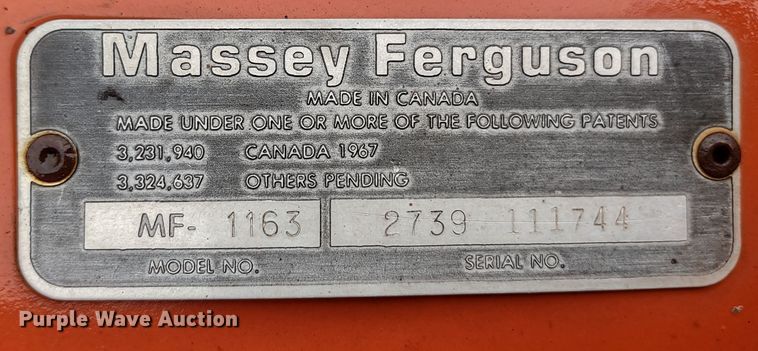 Massey Ferguson
MADE IN CANADA
MADE UNDER ONE OR MORE OF THE FOLLOWING PATENTS
3,231,940 CANADA 1967
3,324,637 OTHERS PENDING
MF- 1163 2739 111744
MODEL NO. SERIAL NO.
Purple Wave Auction